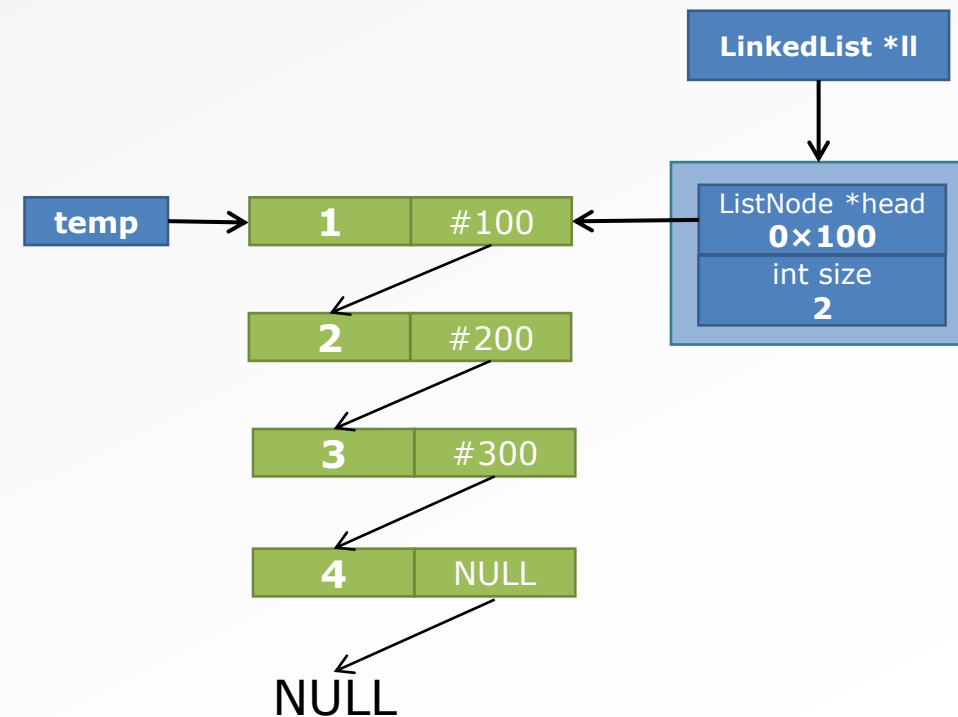 LinkedList *ll
ListNode *head
0×100
int size
2
temp
1 #100
2 #200
3 #300
4 NULL
NULL